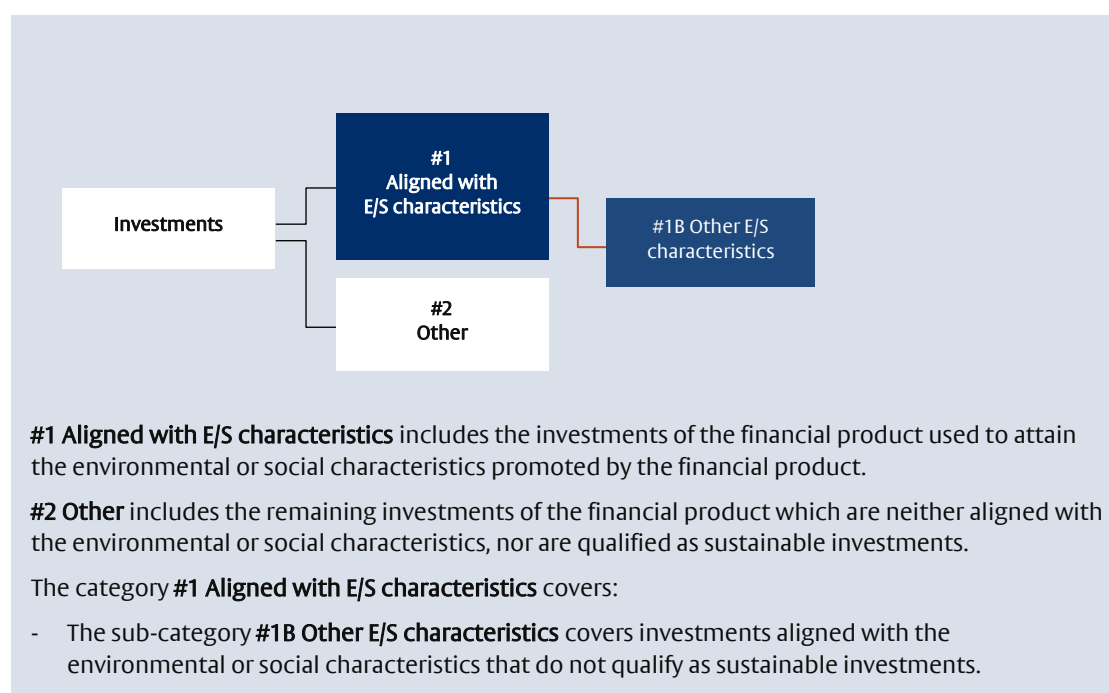 #1
Aligned with
E/S characteristics
Investments
#1B Other E/S
characteristics
#2
Other
#1 Aligned with E/S characteristics includes the investments of the financial product used to attain
the environmental or social characteristics promoted by the financial product.
#2 Other includes the remaining investments of the financial product which are neither aligned with
the environmental or social characteristics, nor are qualified as sustainable investments.
The category #1 Aligned with E/S characteristics covers:
- The sub-category #1B Other E/S characteristics covers investments aligned with the
environmental or social characteristics that do not qualify as sustainable investments.